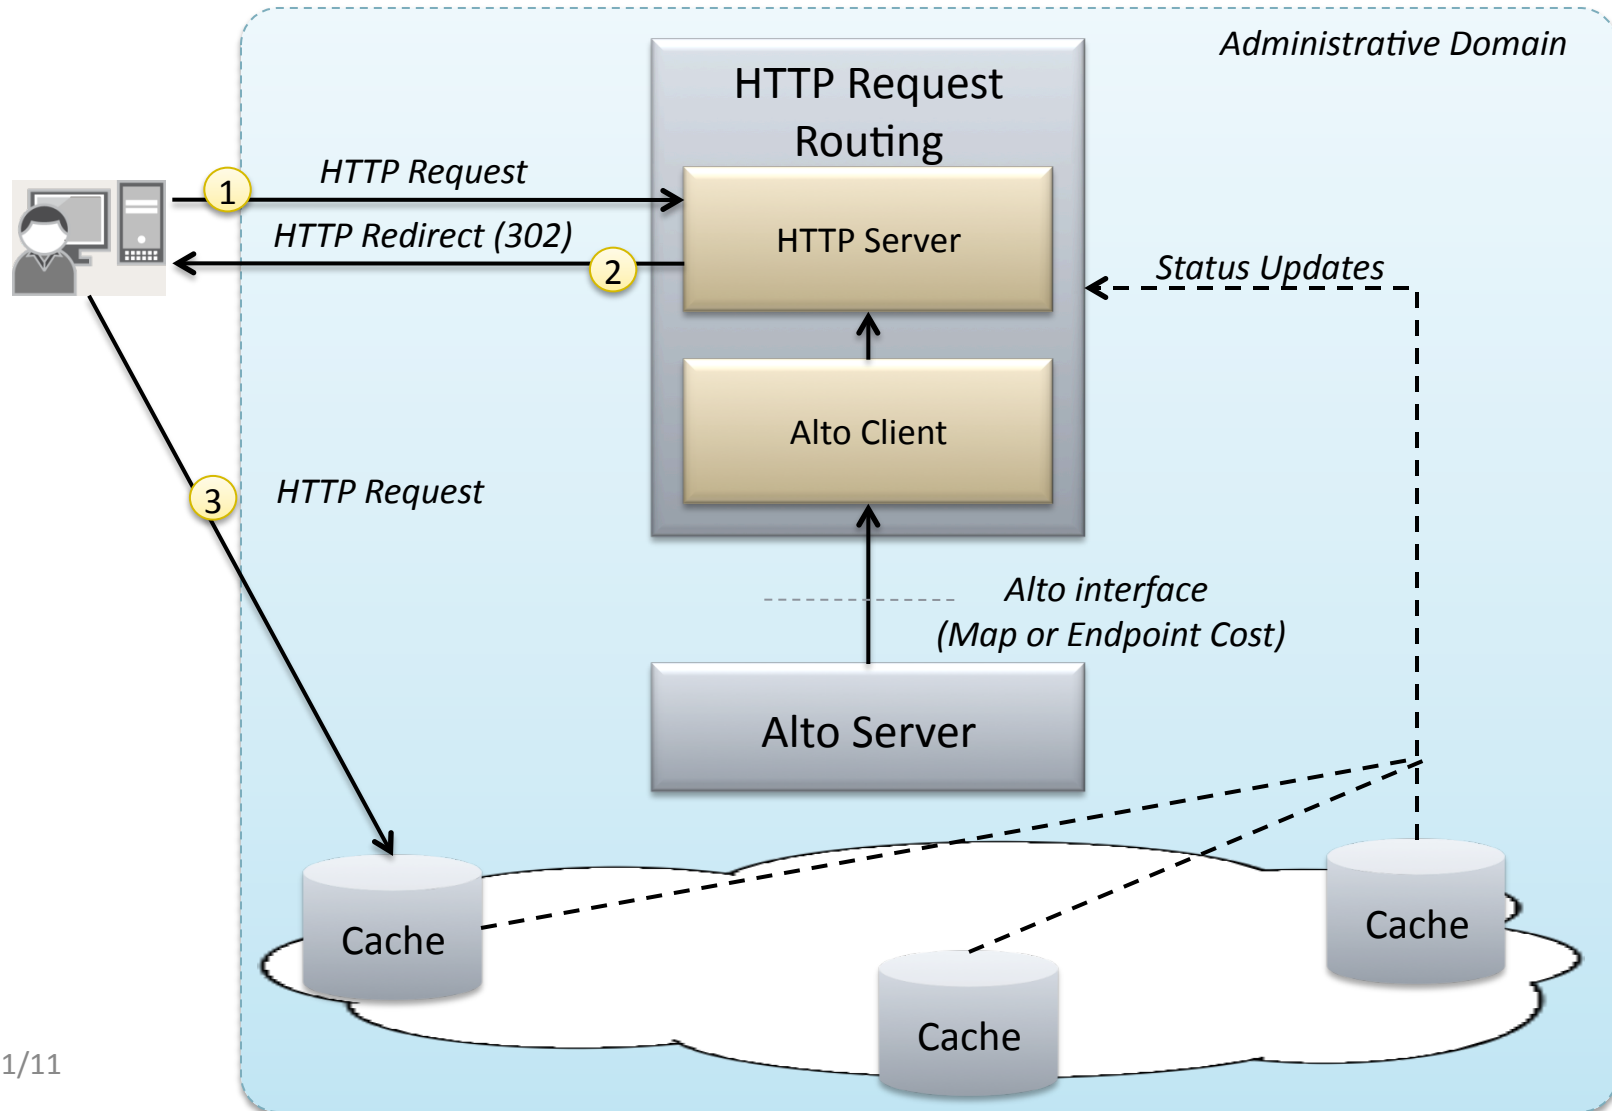 Administrative Domain
HTTP Request
Routing
1
HTTP Request
HTTP Redirect (302)
2
HTTP Server
Status Updates
Alto Client
3
HTTP Request
Alto interface
(Map or Endpoint Cost)
Alto Server
Cache
Cache
Cache
1/11